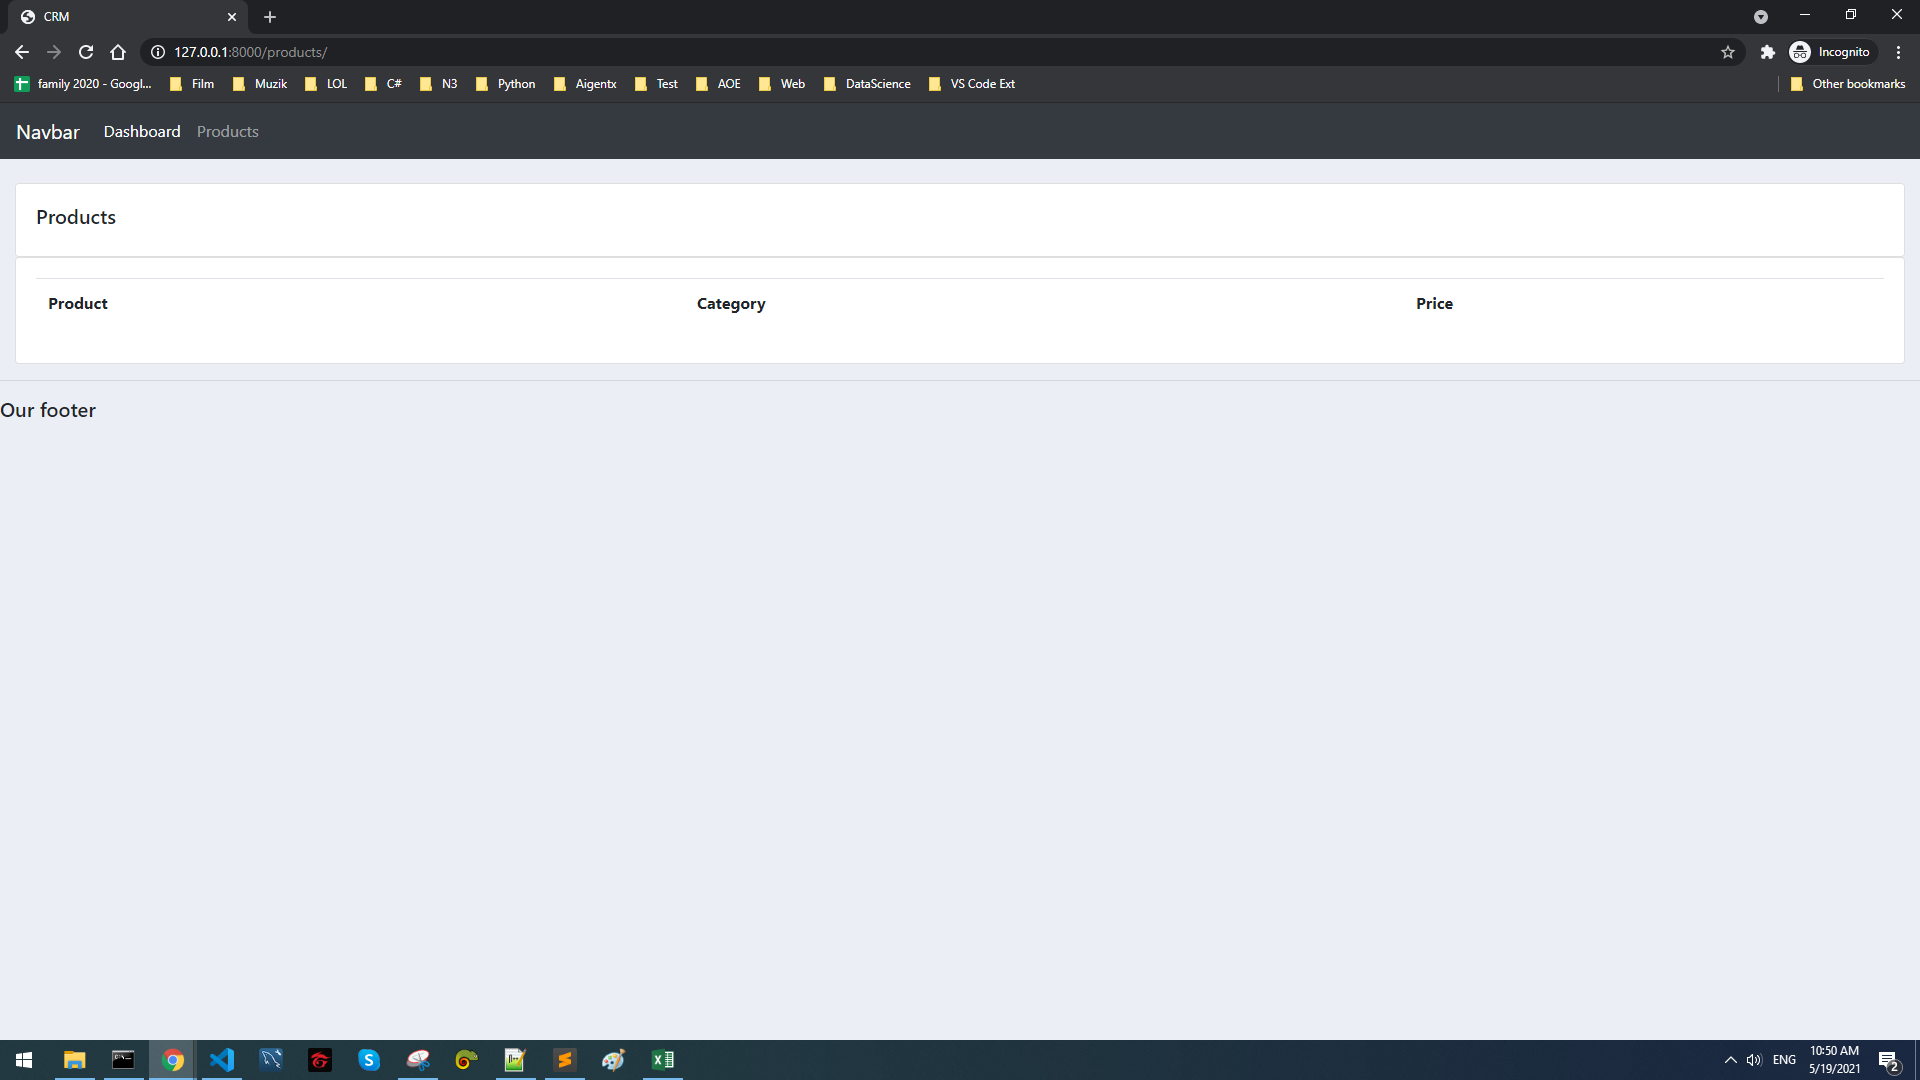 CRM
127.0.0.1:8000/products/
Incognito
family 2020 - Googl...
Film
Muzik
LOL
C#
N3
Python
Aigentx
Test
AOE
Web
DataScience
VS Code Ext
Other bookmarks
Navbar
Dashboard
Products
Products
Product
Category
Price
Our footer
ENG
10:50 AM
5/19/2021
2